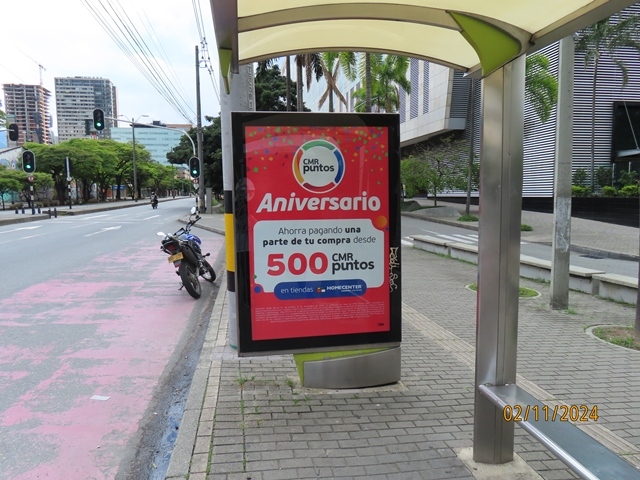 CMR
puntos
Aniversario
Ahorra pagando una
parte de tu compra desde
500 CMR
puntos
en tiendas HOMECENTER
02/11/2024